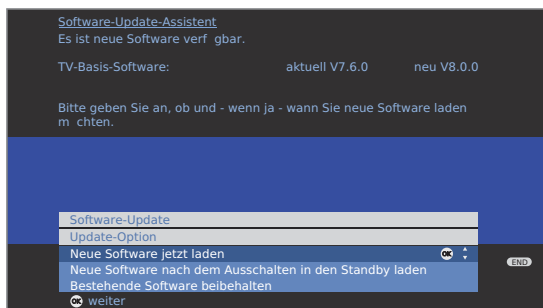 Software-Update-Assistent
Es ist neue Software verf gbar.
TV-Basis-Software: aktuell V7.6.0 neu V8.0.0
Bitte geben Sie an, ob und - wenn ja - wann Sie neue Software laden
m chten.
Software-Update
Update-Option
Neue Software jetzt laden OK
END
Neue Software nach dem Ausschalten in den Standby laden
Bestehende Software beibehalten
OK weiter